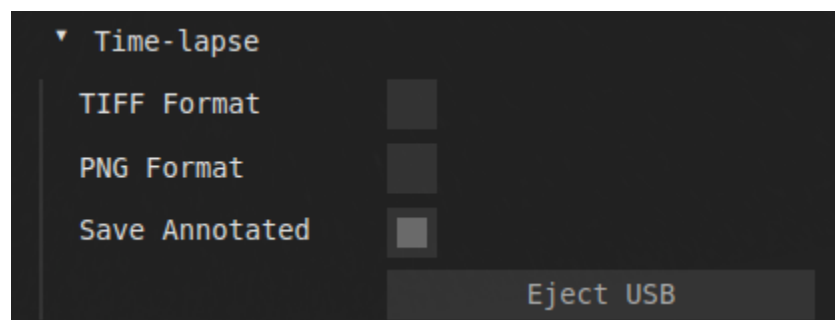 Time-lapse
TIFF Format
PNG Format
Save Annotated
Eject USB